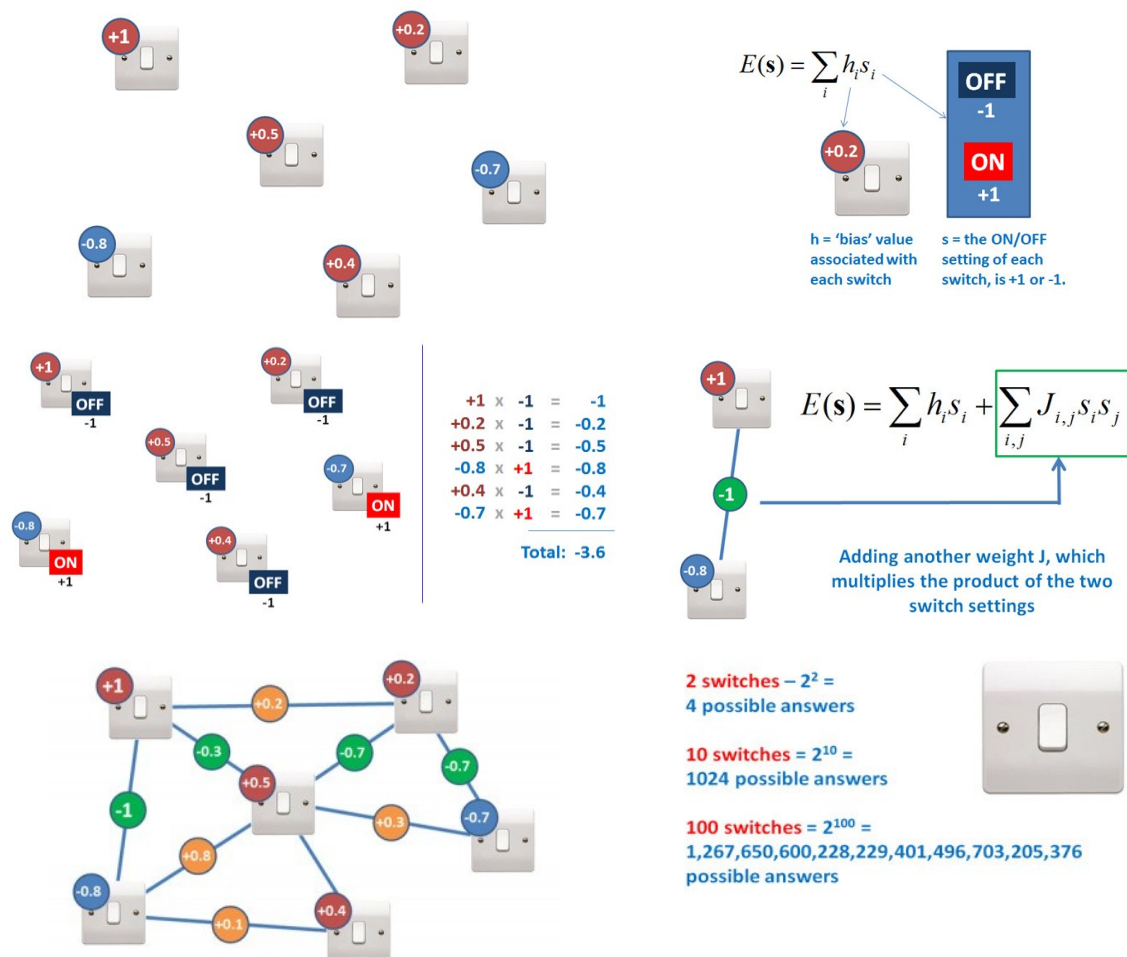 +1
+0.2
+0.5
-0.7
-0.8
+0.4
E(s) = ∑ᵢ hᵢsᵢ
+0.2
OFF
-1
ON
+1
h = ‘bias’ value
associated with
each switch
s = the ON/OFF
setting of each
switch, is +1 or -1.
+1
OFF
-1
+0.2
OFF
-1
+0.5
OFF
-1
-0.7
ON
+1
-0.8
ON
+1
+0.4
OFF
-1
+1 x -1 = -1
+0.2 x -1 = -0.2
+0.5 x -1 = -0.5
-0.8 x +1 = -0.8
+0.4 x -1 = -0.4
-0.7 x +1 = -0.7
Total: -3.6
+1
-1
-0.8
E(s) = ∑ᵢ hᵢsᵢ + ∑ᵢ,ⱼ Jᵢ,ⱼsᵢsⱼ
Adding another weight J, which
multiplies the product of the two
switch settings
+1
+0.2
+0.2
-0.3
-0.7
-0.7
+0.5
-1
+0.3
-0.7
+0.8
-0.8
+0.1
+0.4
2 switches – 2² =
4 possible answers
10 switches = 2¹⁰ =
1024 possible answers
100 switches = 2¹⁰⁰ =
1,267,650,600,228,229,401,496,703,205,376
possible answers